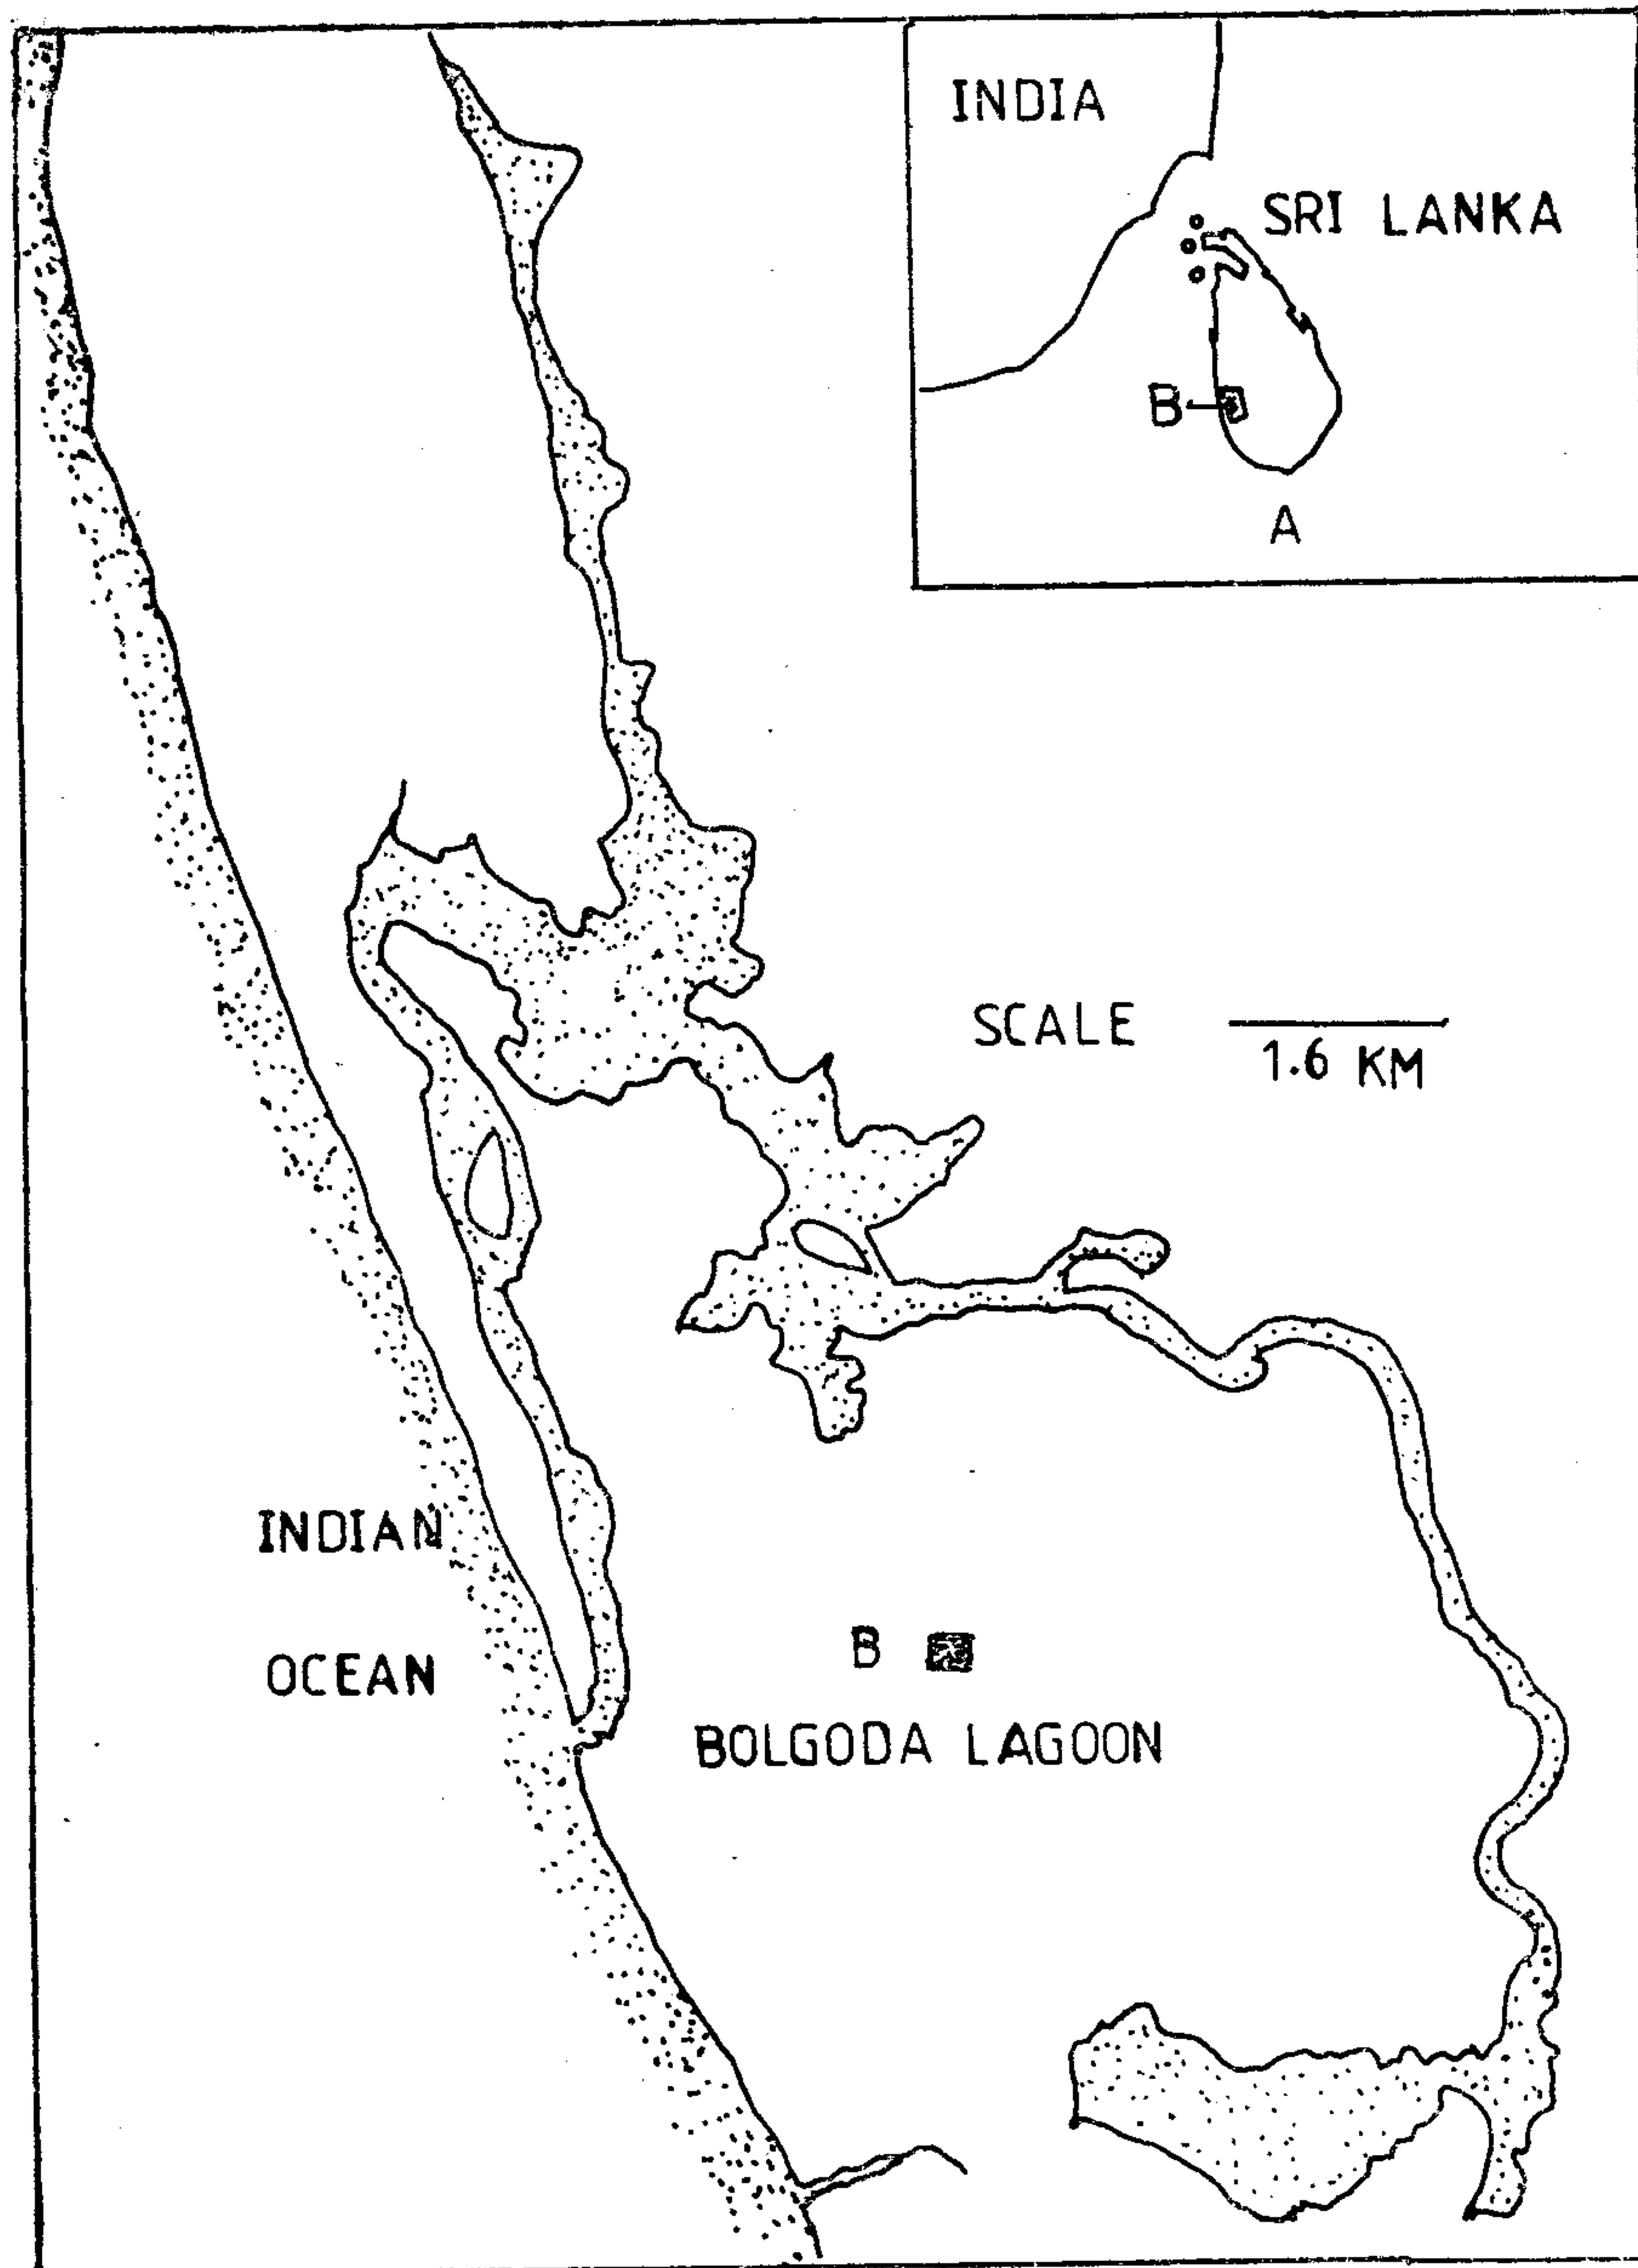 INDIA
SRI LANKA
B
A
SCALE
1.6 KM
INDIAN
OCEAN
B
BOLGODA LAGOON